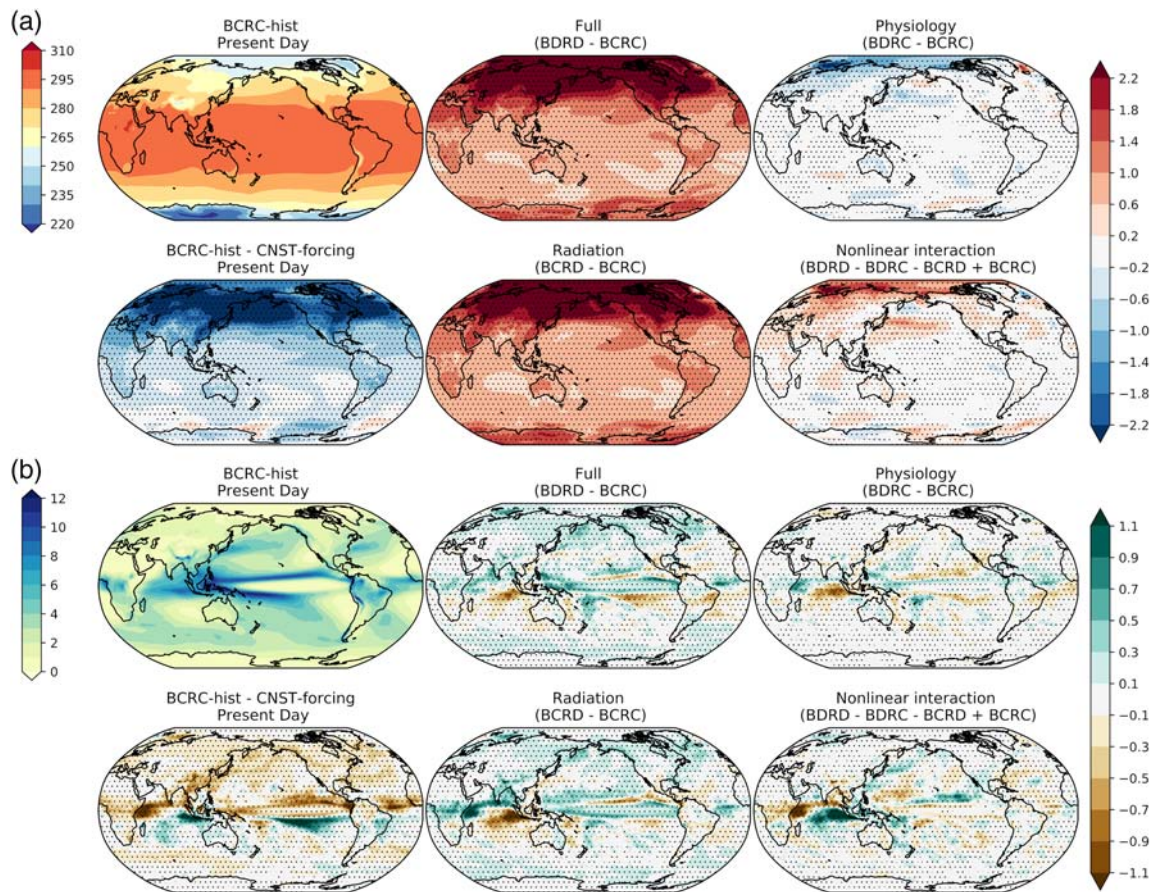 (a)
BCRC-hist
Present Day
Full
(BDRD - BCRC)
Physiology
(BDRC - BCRC)
310
295
280
265
250
235
220
2.2
1.8
1.4
1.0
0.6
0.2
−0.2
−0.6
−1.0
−1.4
−1.8
−2.2
BCRC-hist - CNST-forcing
Present Day
Radiation
(BCRD - BCRC)
Nonlinear interaction
(BDRD - BDRC - BCRD + BCRC)
(b)
BCRC-hist
Present Day
Full
(BDRD - BCRC)
Physiology
(BDRC - BCRC)
12
10
8
6
4
2
0
1.1
0.9
0.7
0.5
0.3
0.1
−0.1
−0.3
−0.5
−0.7
−0.9
−1.1
BCRC-hist - CNST-forcing
Present Day
Radiation
(BCRD - BCRC)
Nonlinear interaction
(BDRD - BDRC - BCRD + BCRC)